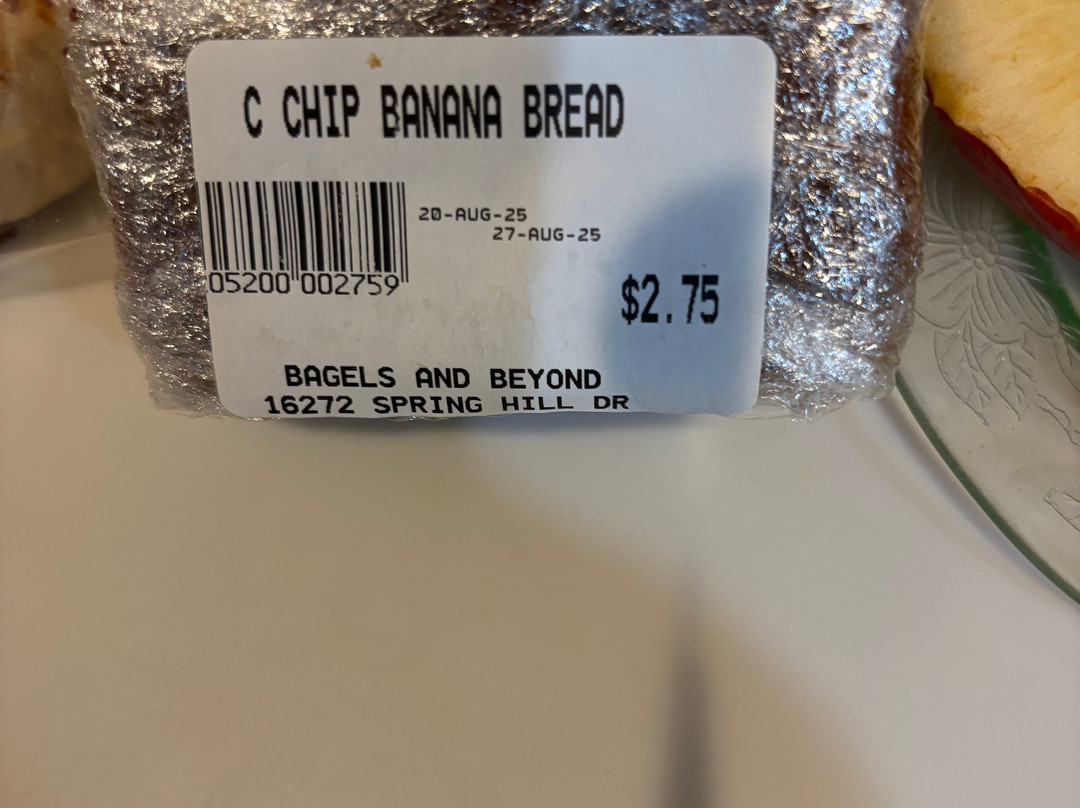 C CHIP BANANA BREAD
20-AUG-25
27-AUG-25
05200 002759
$2.75
BAGELS AND BEYOND
16272 SPRING HILL DR